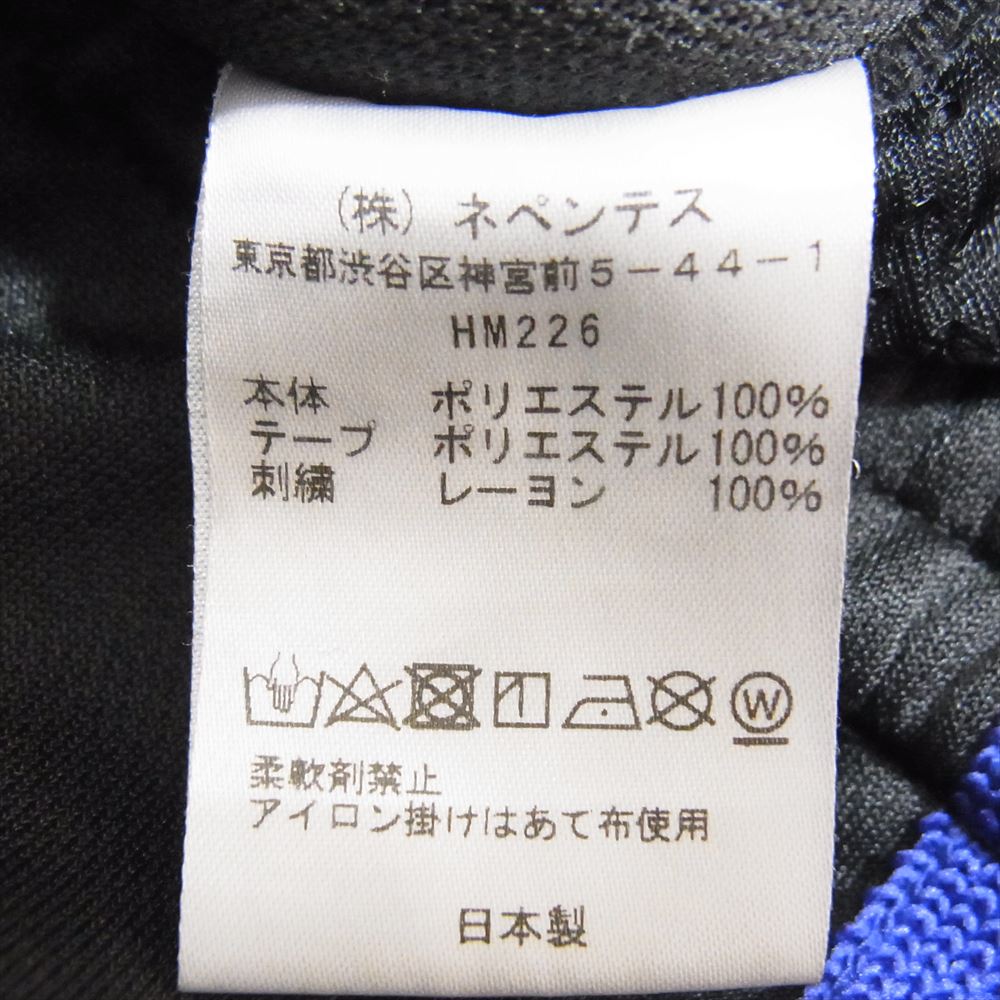 (株) ネペンテス
東京都渋谷区神宮前5-44-1
HM226
本体 ポリエステル100%
テープ ポリエステル100%
刺繍 レーヨン 100%
W
柔軟剤禁止
アイロン掛けはあて布使用
日本製